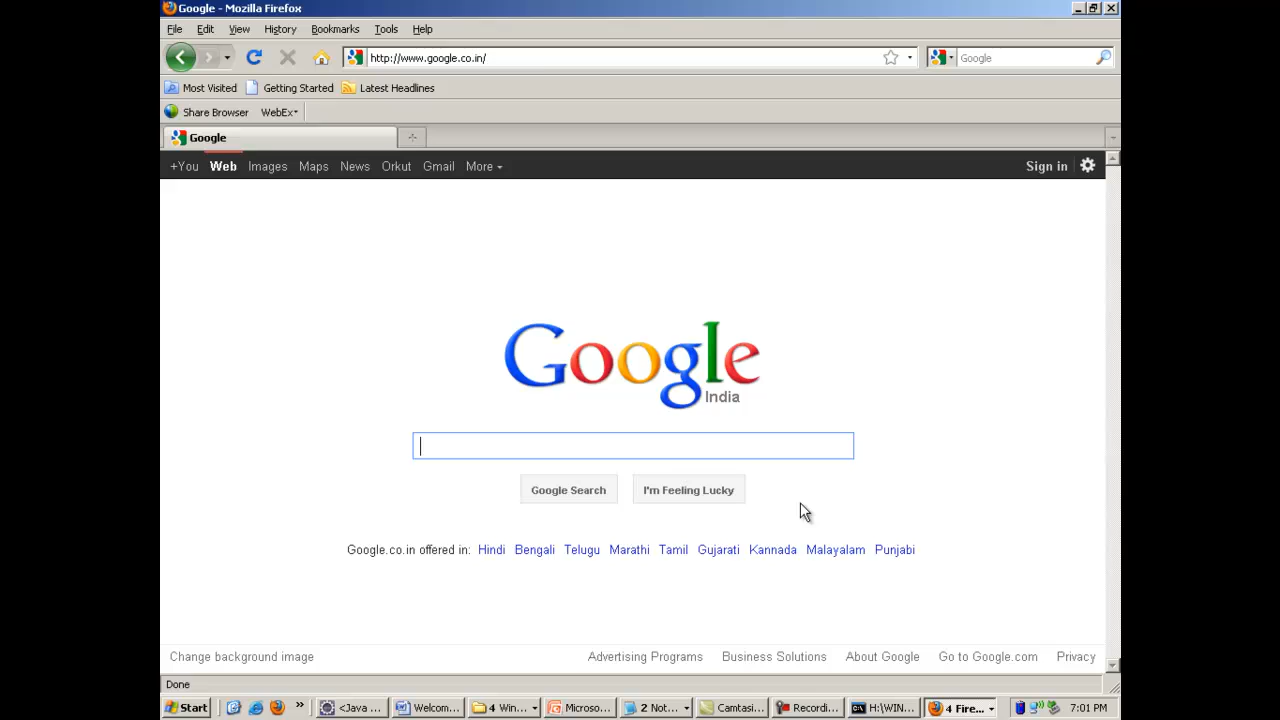 Google - Mozilla Firefox
File Edit View History Bookmarks Tools Help
http://www.google.co.in/ Google
Most Visited Getting Started Latest Headlines
Share Browser WebEx
Google
+You Web Images Maps News Orkut Gmail More Sign in
Google
India
Google Search I'm Feeling Lucky
Google.co.in offered in: Hindi Bengali Telugu Marathi Tamil Gujarati Kannada Malayalam Punjabi
Change background image Advertising Programs Business Solutions About Google Go to Google.com Privacy
Done
Start » <Java ... Welcom... 4 Win... Microso... 2 Not... Camtasi... Recordi... H:\WIN... 4 Fire... 7:01 PM